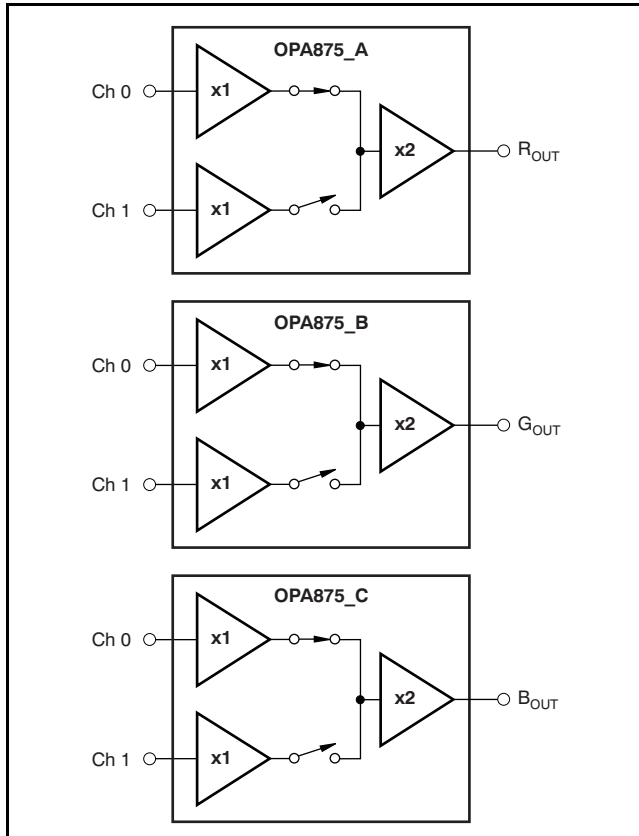 OPA875_A
Ch 0
x1
x2
R_OUT
Ch 1
x1
OPA875_B
Ch 0
x1
x2
G_OUT
Ch 1
x1
OPA875_C
Ch 0
x1
x2
B_OUT
Ch 1
x1